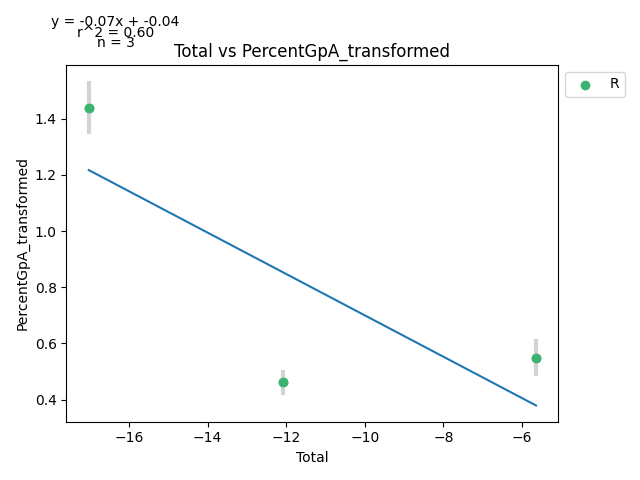 y = -0.07x + -0.04
r^2 = 0.60
n = 3
Total vs PercentGpA_transformed
R
PercentGpA_transformed
1.4
1.2
1.0
0.8
0.6
0.4
−16
−14
−12
−10
−8
−6
Total